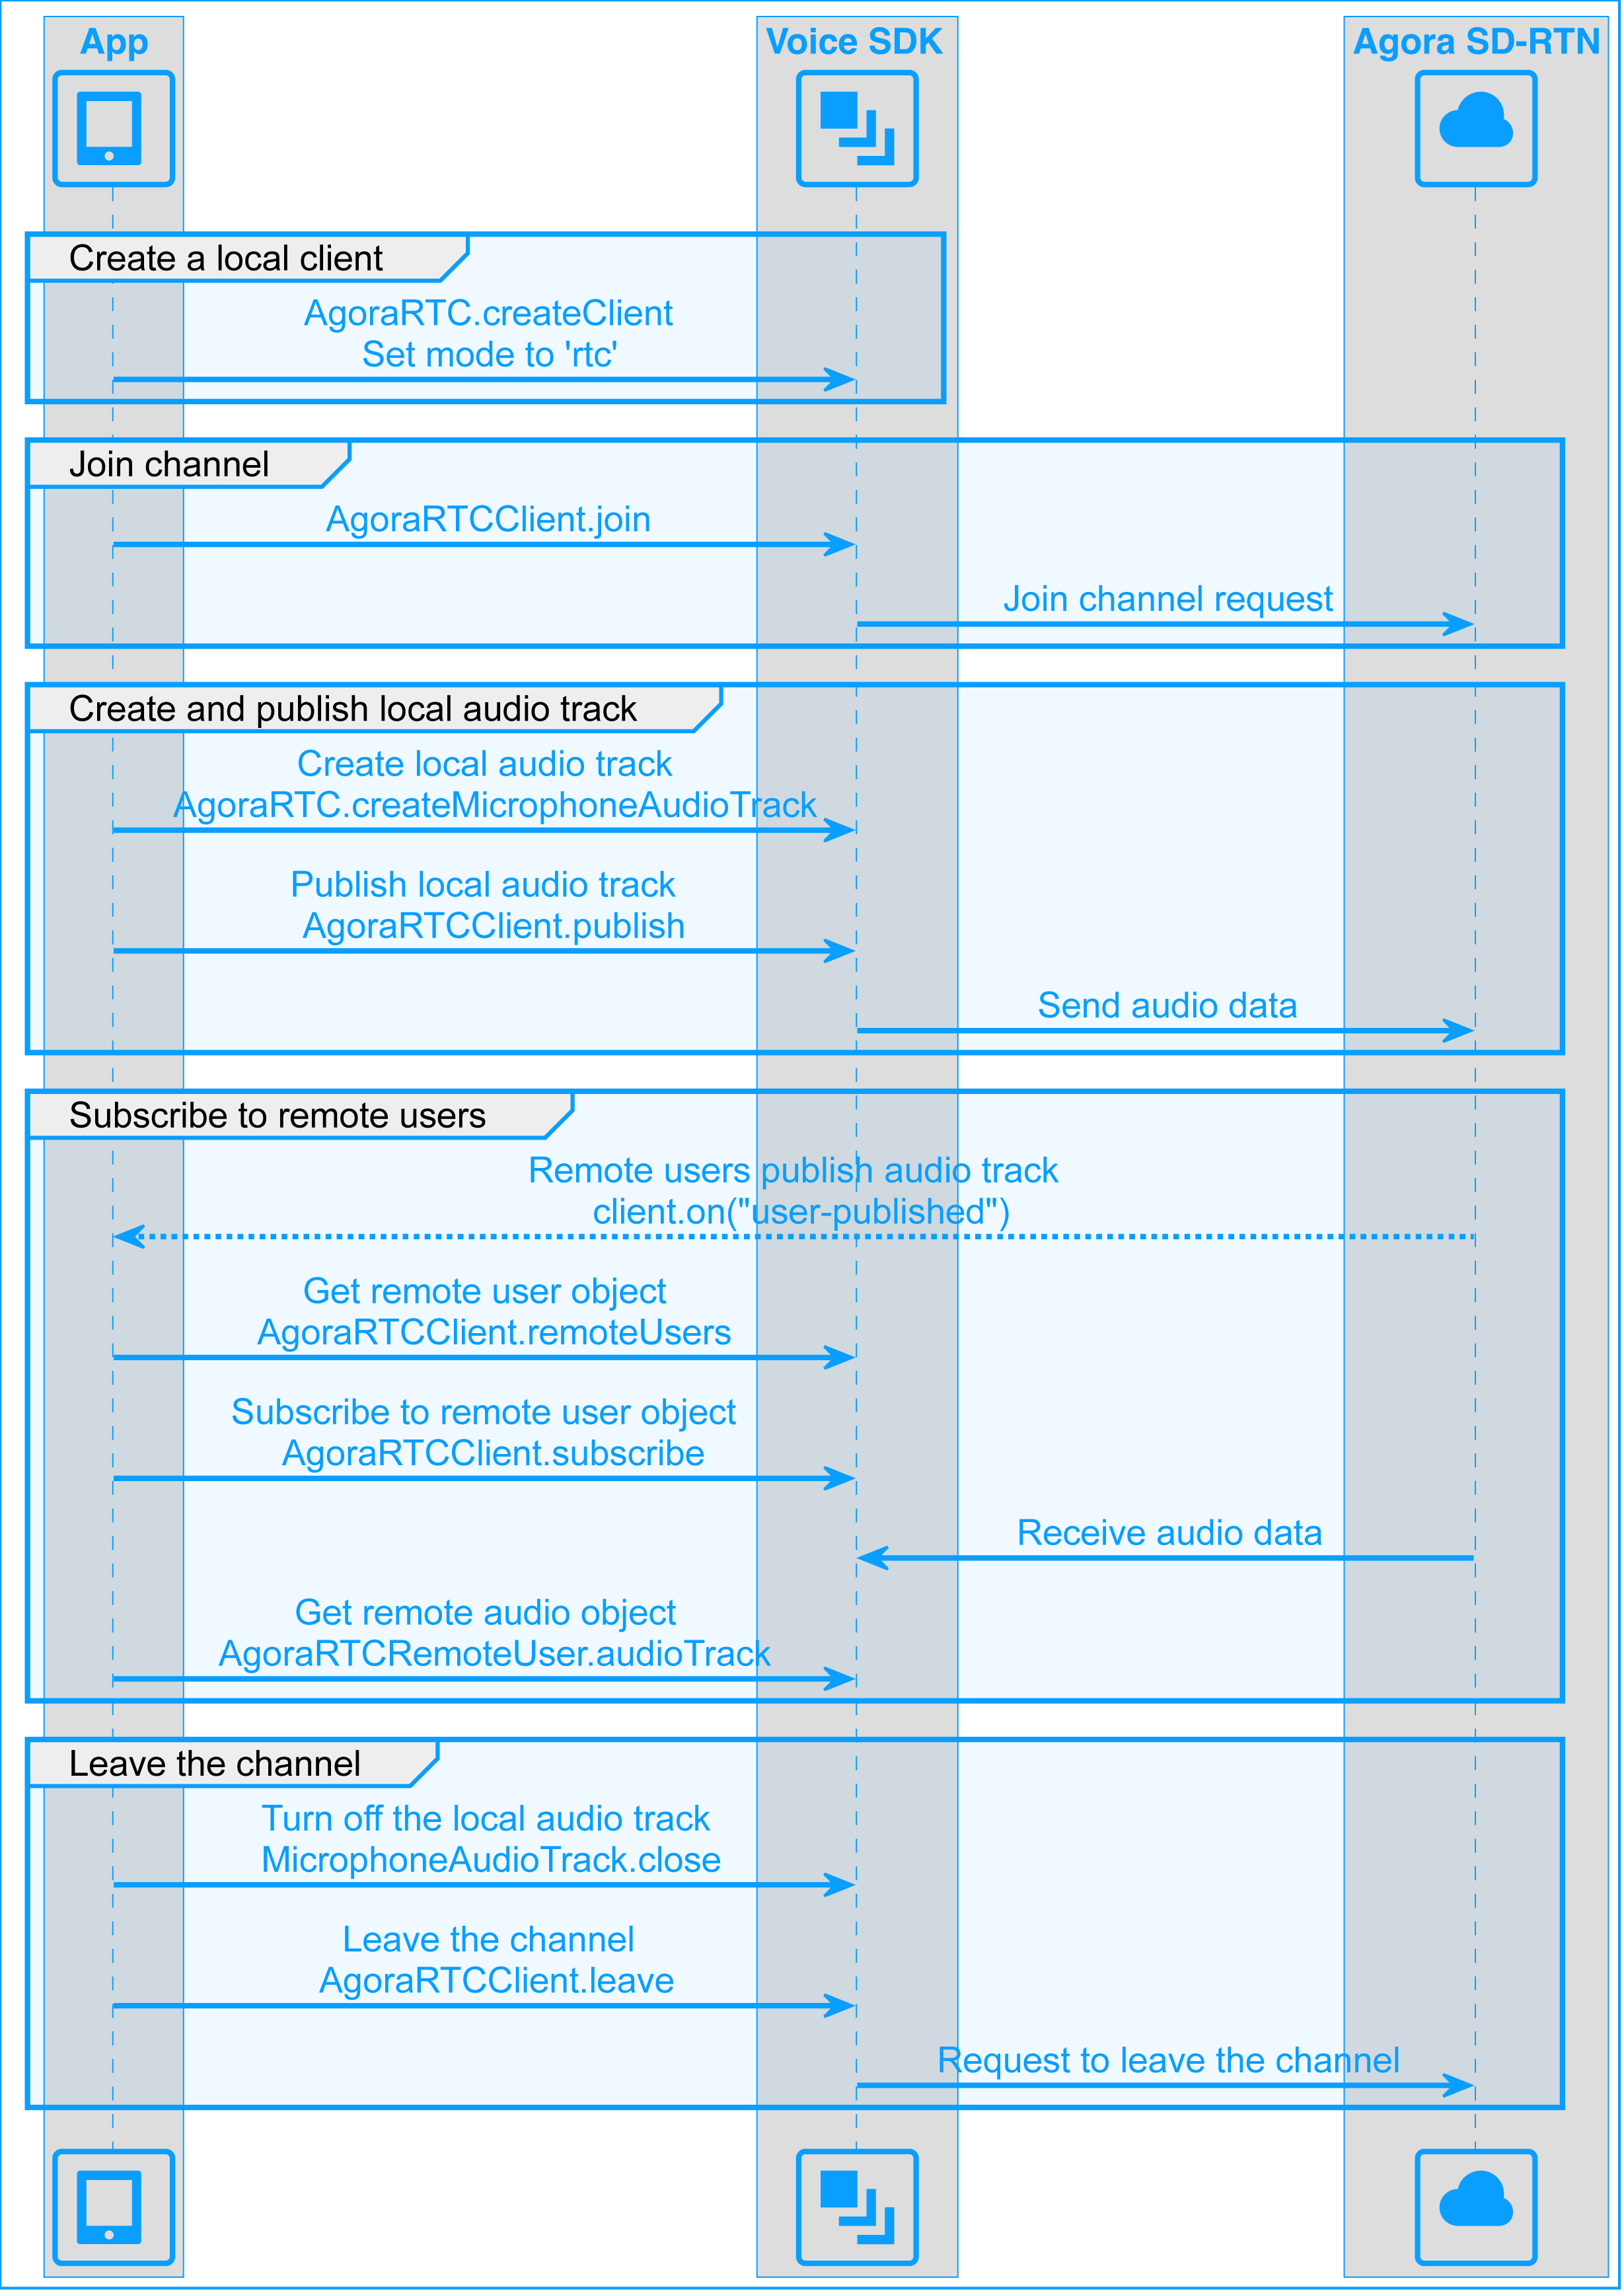 App
Voice SDK
Agora SD-RTN
Create a local client
AgoraRTC.createClient
Set mode to 'rtc'
Join channel
AgoraRTCClient.join
Join channel request
Create and publish local audio track
Create local audio track
AgoraRTC.createMicrophoneAudioTrack
Publish local audio track
AgoraRTCClient.publish
Send audio data
Subscribe to remote users
Remote users publish audio track
client.on("user-published")
Get remote user object
AgoraRTCClient.remoteUsers
Subscribe to remote user object
AgoraRTCClient.subscribe
Receive audio data
Get remote audio object
AgoraRTCRemoteUser.audioTrack
Leave the channel
Turn off the local audio track
MicrophoneAudioTrack.close
Leave the channel
AgoraRTCClient.leave
Request to leave the channel